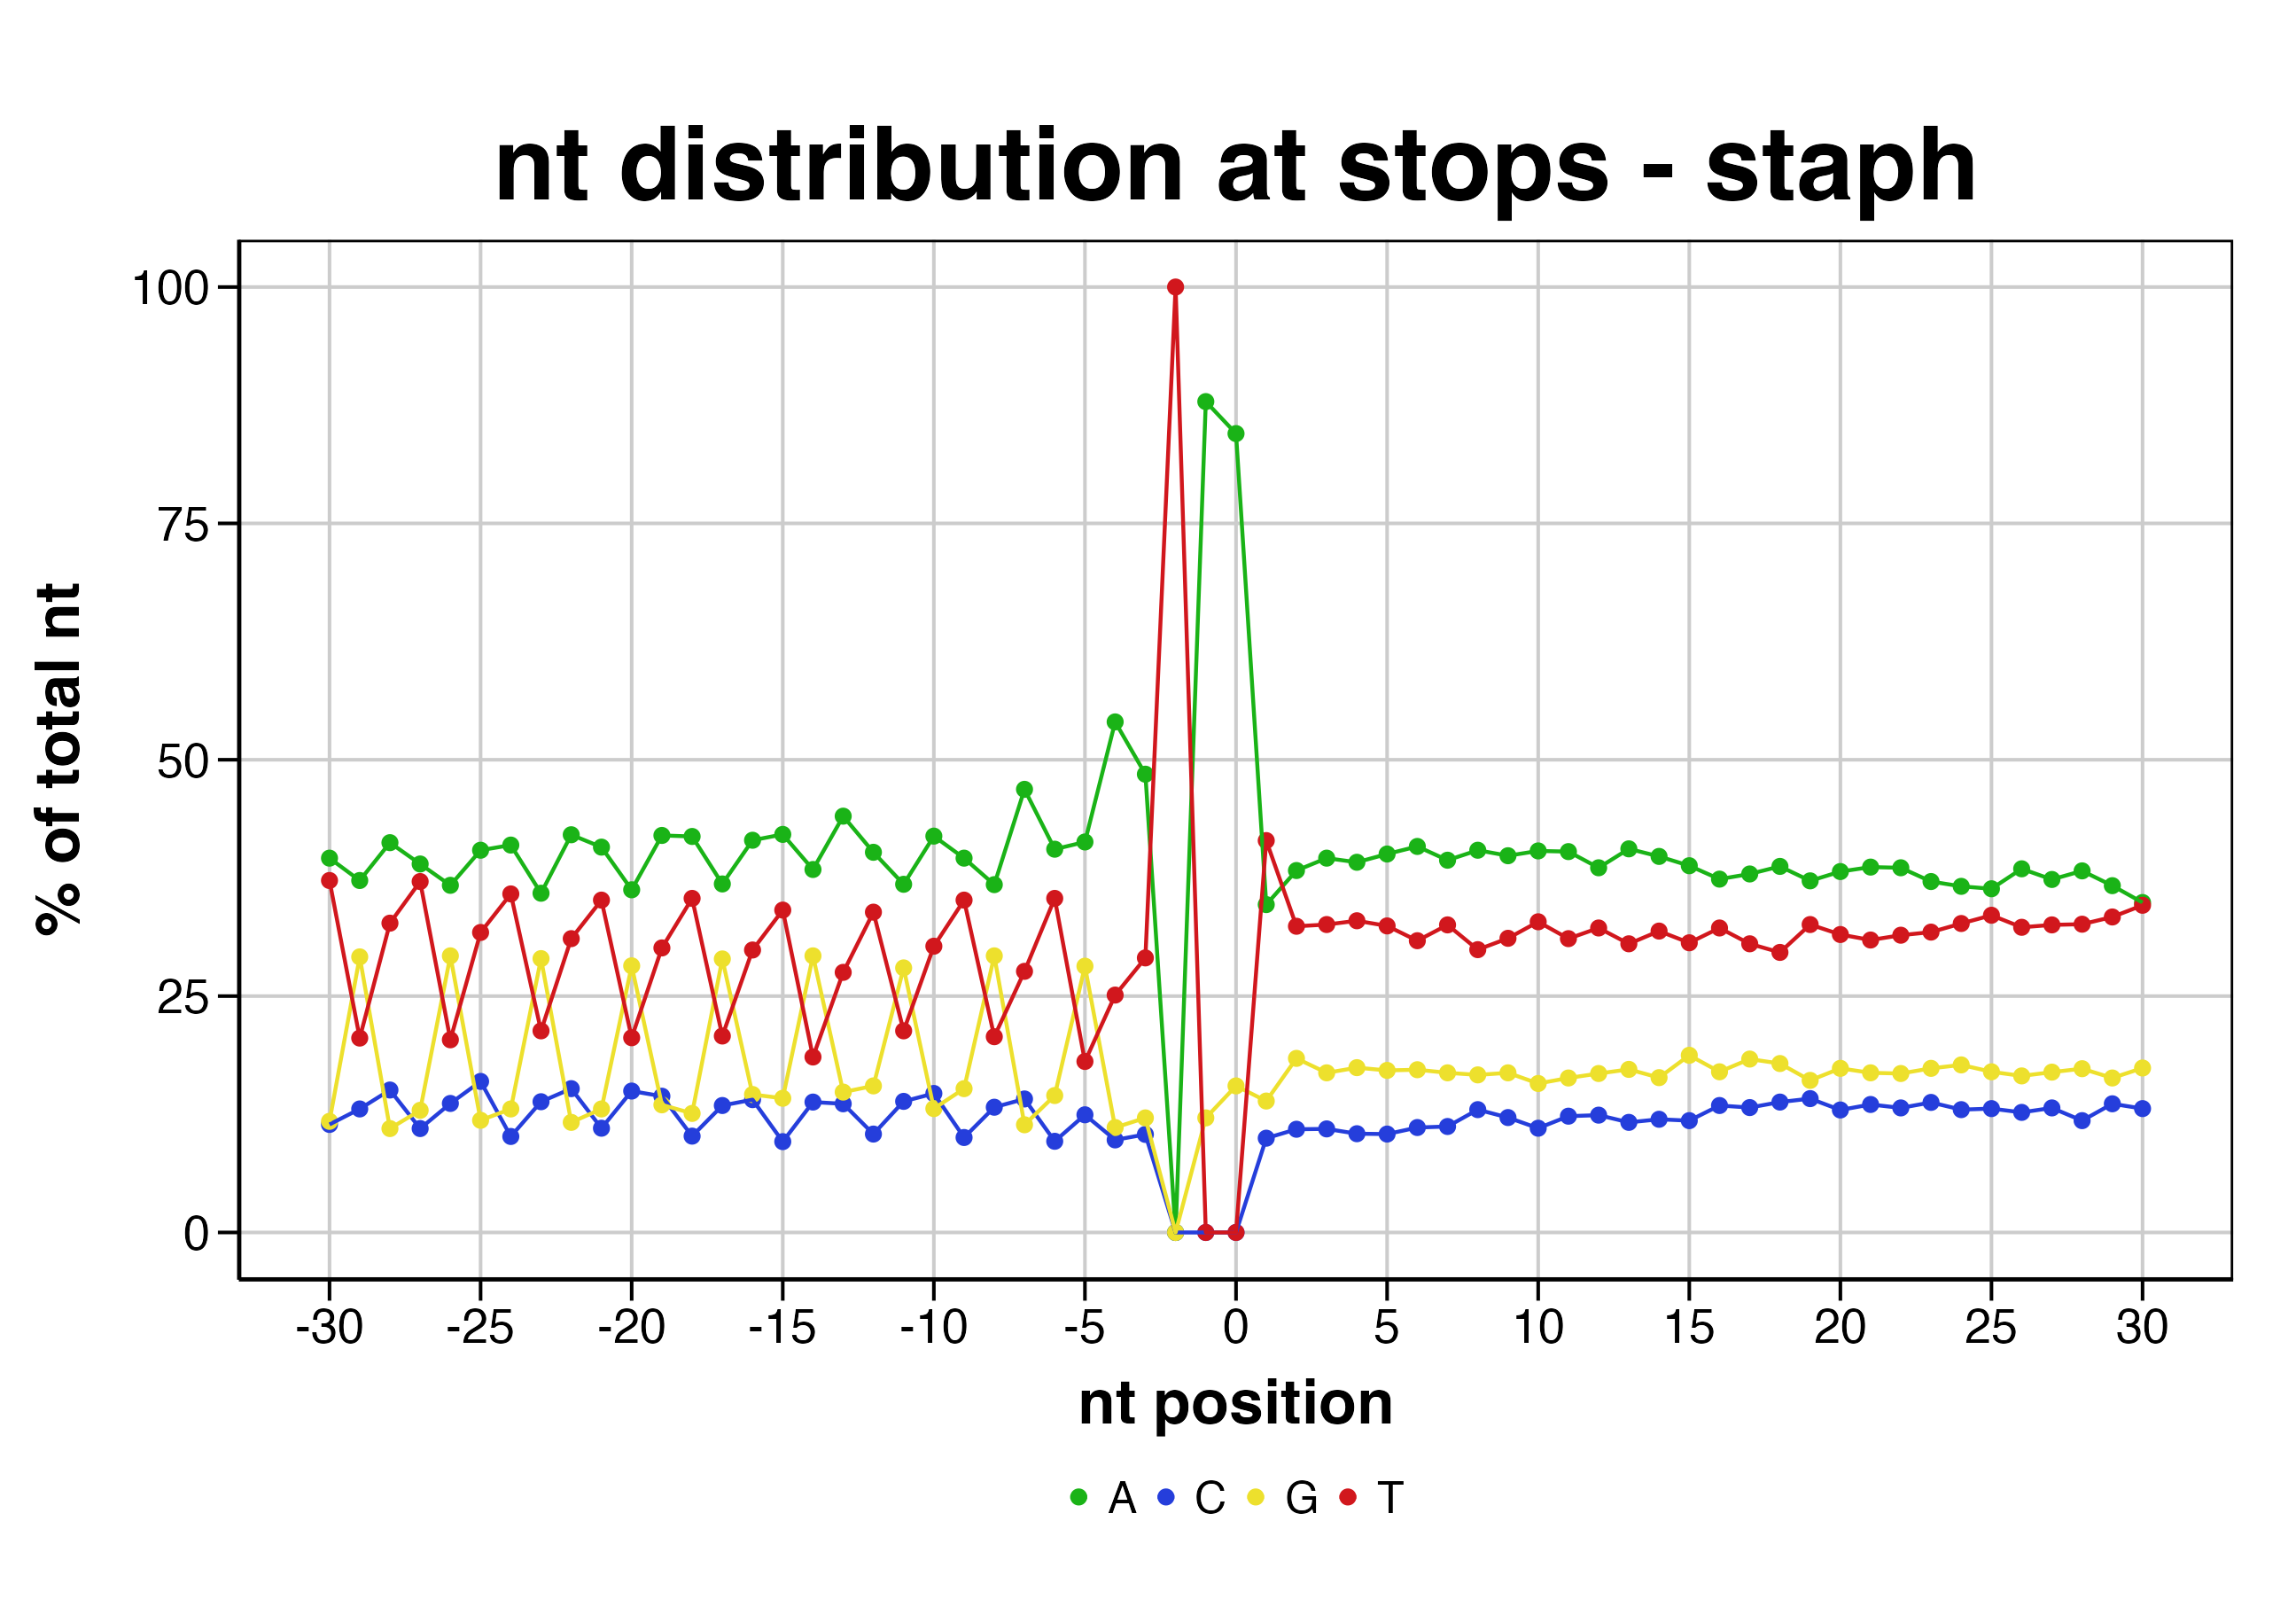 nt distribution at stops - staph
% of total nt
100
75
50
25
0
-30 -25 -20 -15 -10 -5 0 5 10 15 20 25 30
nt position
A C G T